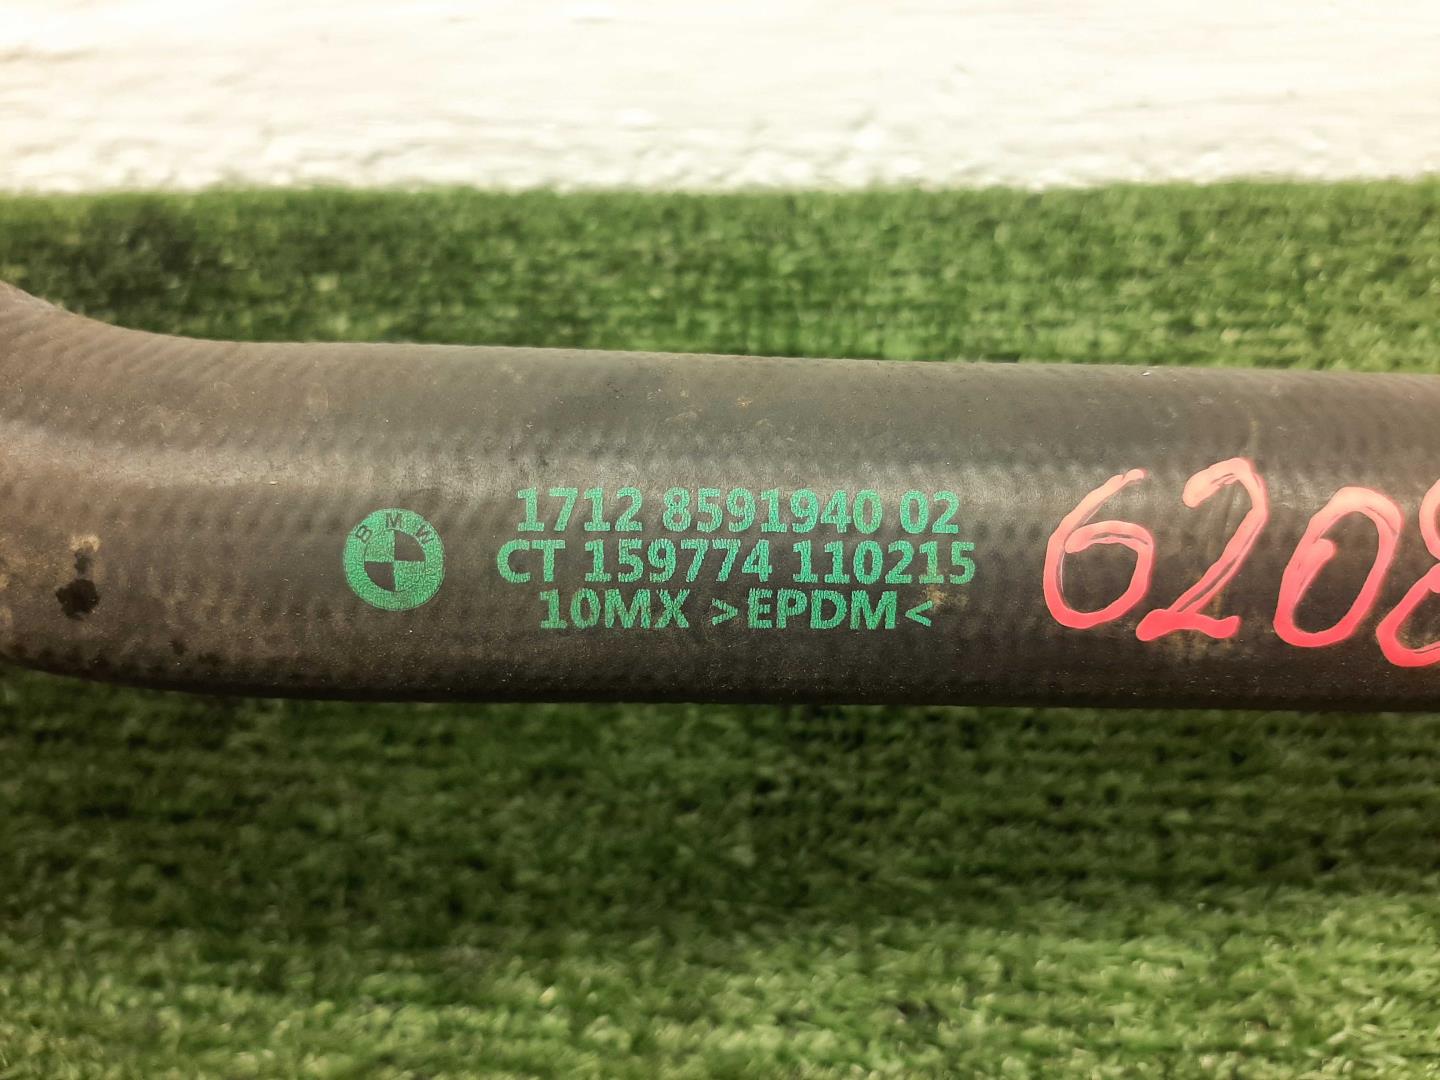 BMW
1712 8591940 02
CT 159774 110215
10MX >EPDM<
6208